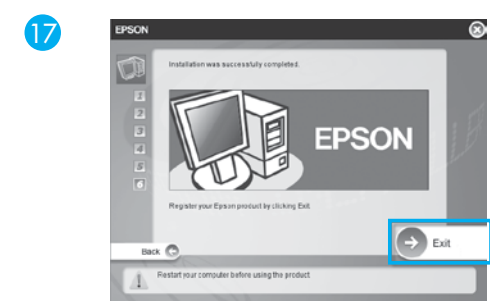 17
EPSON
Installation was successfully completed.
1
2
3
4
5
6
EPSON
Register your Epson product by clicking Exit.
Back
Exit
Restart your computer before using the product.